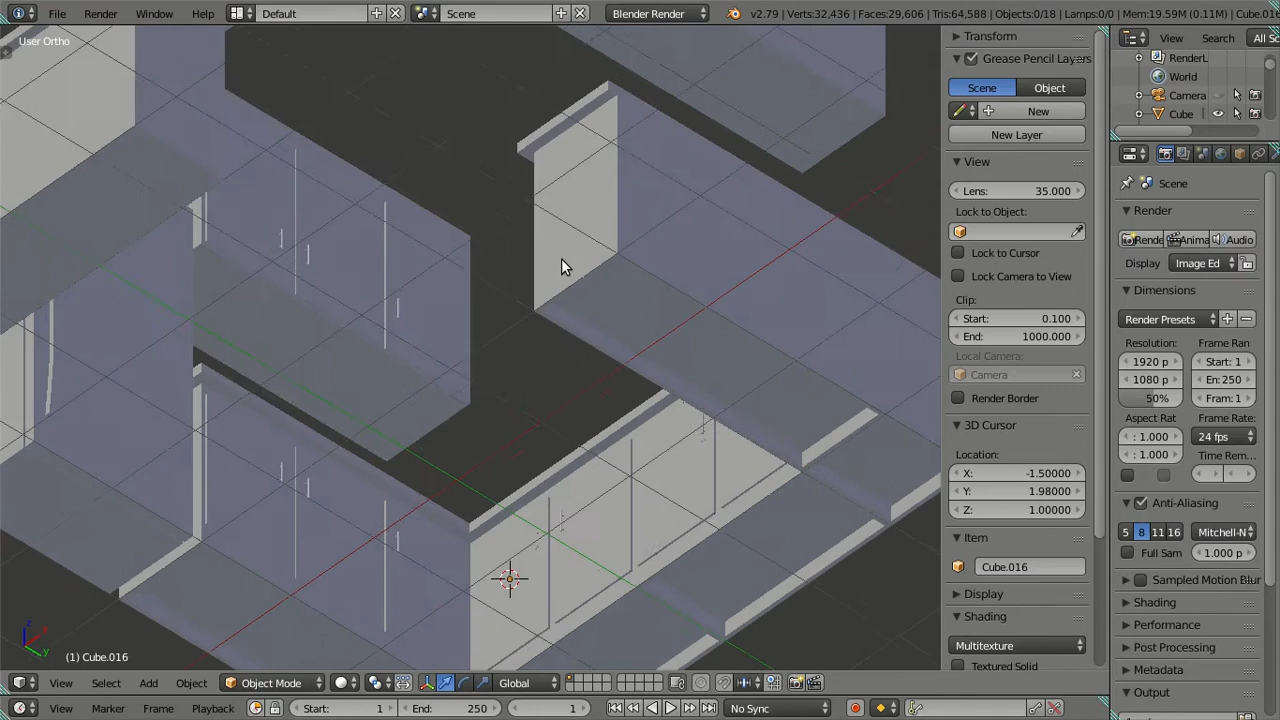 File Render Window Help Default Scene Blender Render v2.79 | Verts:32,436 | Faces:29,606 | Tris:64,588 | Objects:0/18 | Lamps:0/0 | Mem:19.59M (0.11M) | Cube.016
User Ortho
(1) Cube.016
View Select Add Object Object Mode Global
View Marker Frame Playback Start: 1 End: 250 1 No Sync
Transform
Grease Pencil Layers
Scene Object
New
New Layer
View
Lens: 35.000
Lock to Object:
Lock to Cursor
Lock Camera to View
Clip:
Start: 0.100
End: 1000.000
Local Camera:
Camera
Render Border
3D Cursor
Location:
X: -1.50000
Y: 1.98000
Z: 1.00000
Item
Cube.016
Display
Shading
Multitexture
Textured Solid
View Search All Sc
RenderL
World
Camera
Cube
Scene
Render
Rende Anima Audio
Display Image Ed
Dimensions
Render Presets
Resolution: Frame Ran
1920 p Start: 1
1080 p En: 250
50% Fram: 1
Aspect Rat Frame Rate:
: 1.000 24 fps
: 1.000 Time Rem...
Anti-Aliasing
5 8 11 16 Mitchell-N
Full Sam 1.000 p
Sampled Motion Blur
Shading
Performance
Post Processing
Metadata
Output